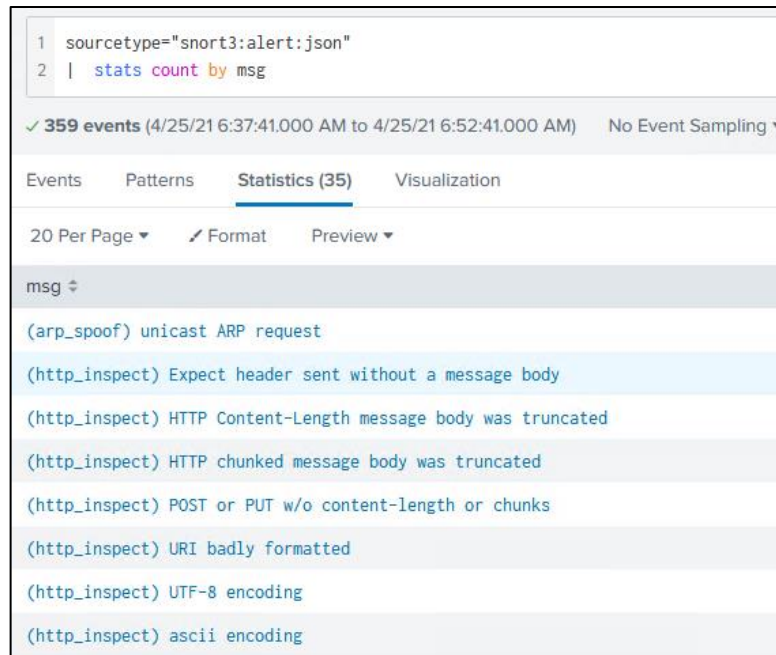 1 sourcetype="snort3:alert:json"
2 | stats count by msg
✓ 359 events (4/25/21 6:37:41.000 AM to 4/25/21 6:52:41.000 AM) No Event Sampling ▾
Events Patterns Statistics (35) Visualization
20 Per Page ▾ Format Preview ▾
msg
(arp_spoof) unicast ARP request
(http_inspect) Expect header sent without a message body
(http_inspect) HTTP Content-Length message body was truncated
(http_inspect) HTTP chunked message body was truncated
(http_inspect) POST or PUT w/o content-length or chunks
(http_inspect) URI badly formatted
(http_inspect) UTF-8 encoding
(http_inspect) ascii encoding